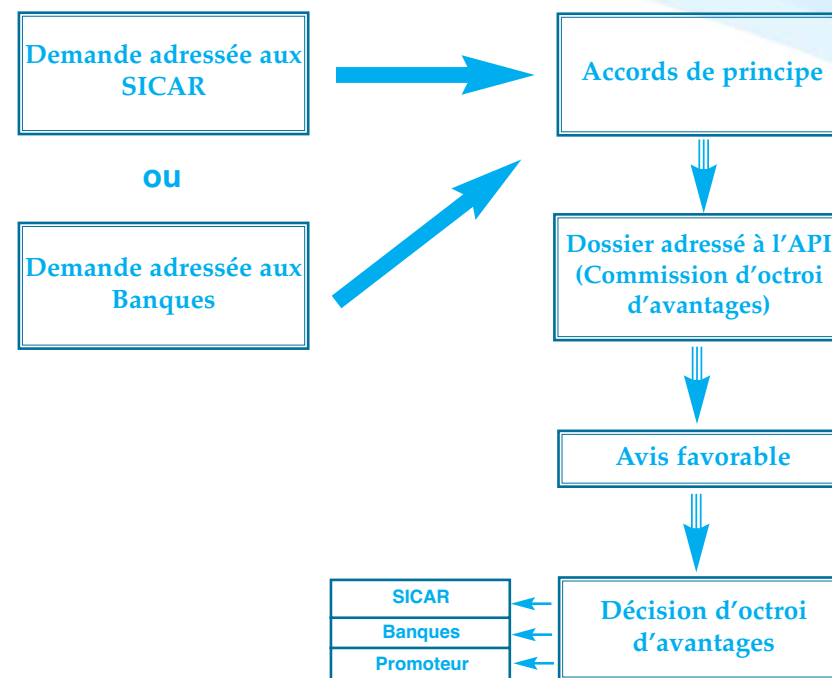 Demande adressée aux
SICAR
ou
Demande adressée aux
Banques
Accords de principe
Dossier adressé à l’API
(Commission d’octroi
d’avantages)
Avis favorable
Décision d’octroi
d’avantages
SICAR
Banques
Promoteur